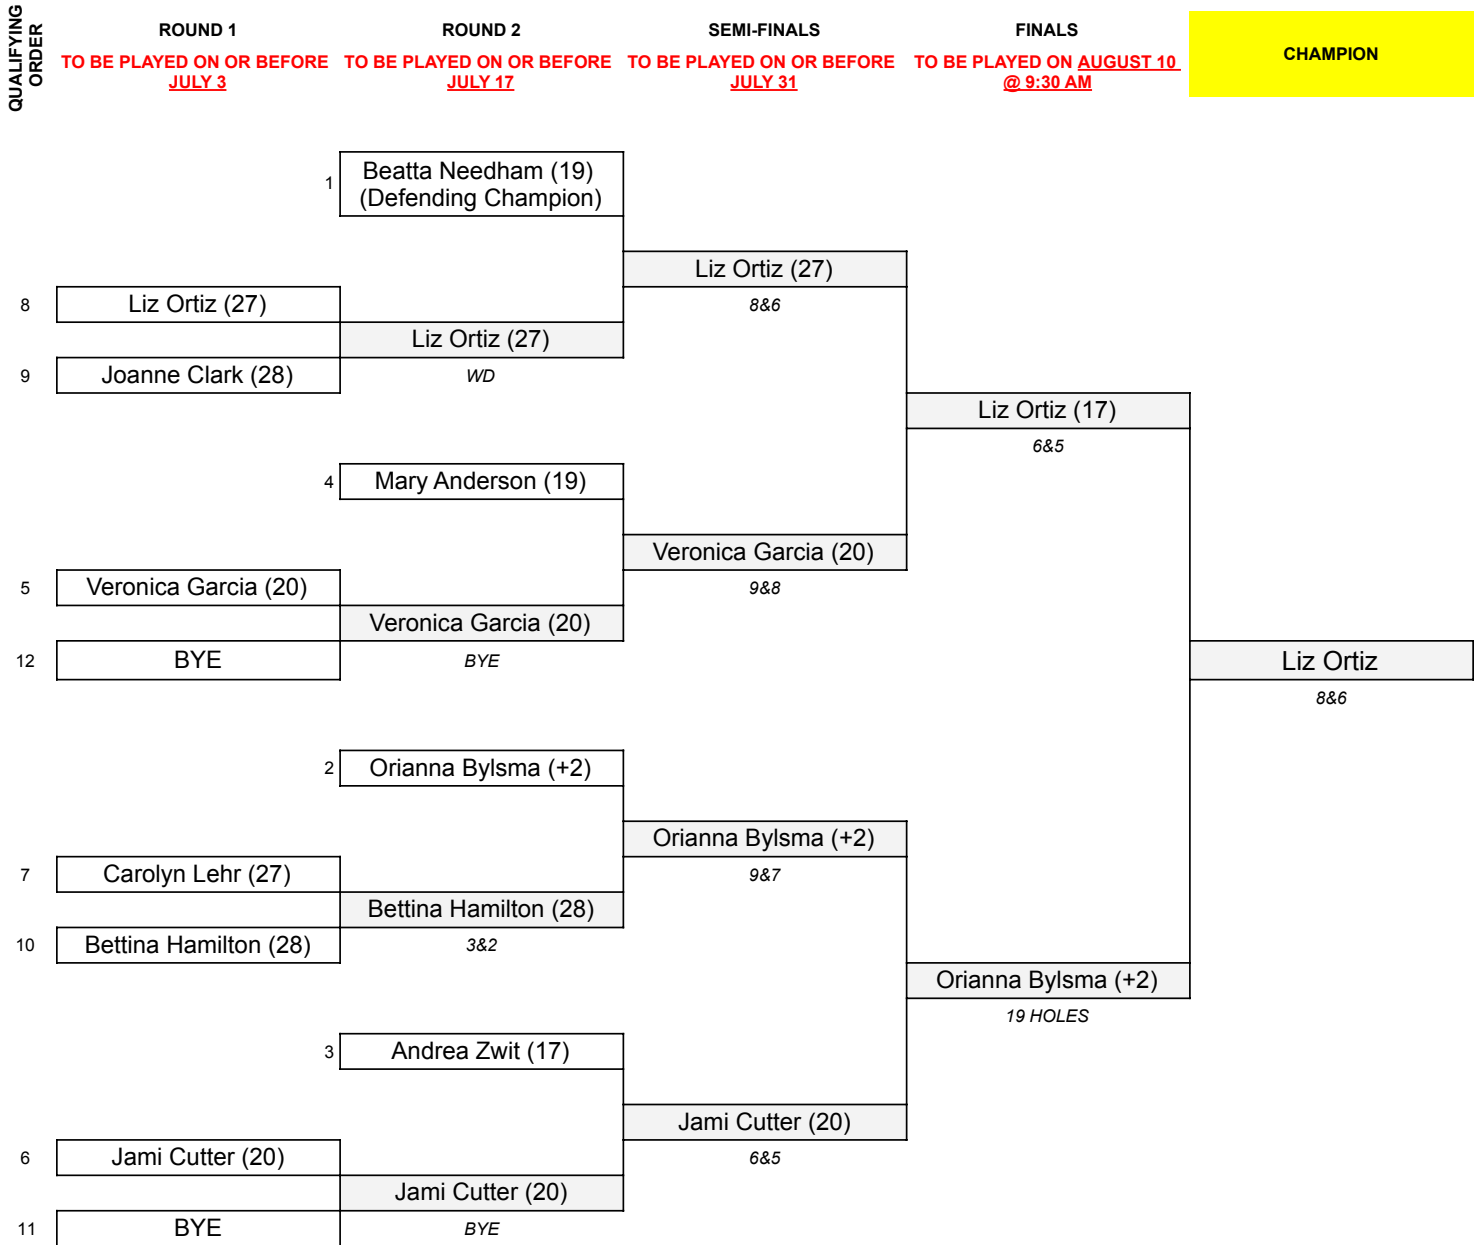 QUALIFYING
ORDER
ROUND 1
TO BE PLAYED ON OR BEFORE
JULY 3
ROUND 2
TO BE PLAYED ON OR BEFORE
JULY 17
SEMI-FINALS
TO BE PLAYED ON OR BEFORE
JULY 31
FINALS
TO BE PLAYED ON AUGUST 10
@ 9:30 AM
CHAMPION
1 Beatta Needham (19)
(Defending Champion)
Liz Ortiz (27)
8&6
8 Liz Ortiz (27)
Liz Ortiz (27)
WD
9 Joanne Clark (28)
Liz Ortiz (17)
6&5
4 Mary Anderson (19)
Veronica Garcia (20)
9&8
5 Veronica Garcia (20)
Veronica Garcia (20)
BYE
12 BYE
Liz Ortiz
8&6
2 Orianna Bylsma (+2)
Orianna Bylsma (+2)
9&7
7 Carolyn Lehr (27)
Bettina Hamilton (28)
3&2
10 Bettina Hamilton (28)
Orianna Bylsma (+2)
19 HOLES
3 Andrea Zwit (17)
Jami Cutter (20)
6&5
6 Jami Cutter (20)
Jami Cutter (20)
BYE
11 BYE